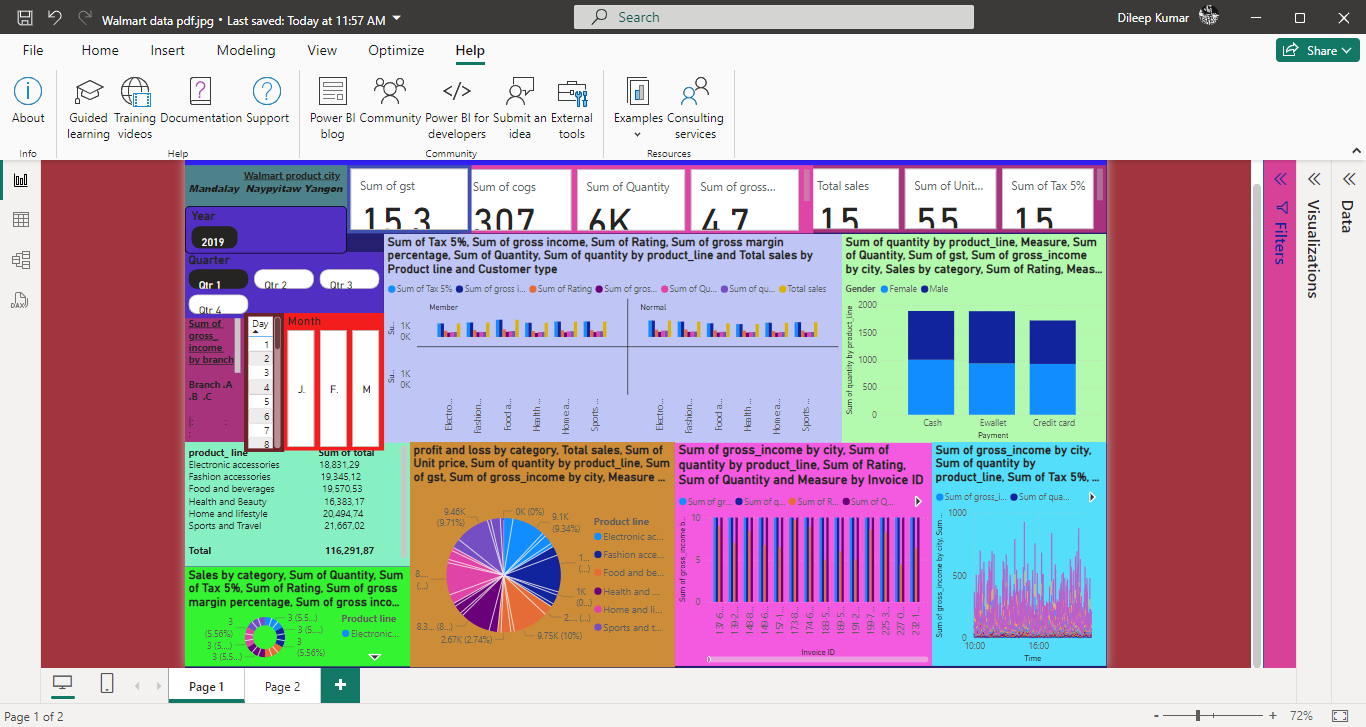 Walmart data pdf.jpg • Last saved: Today at 11:57 AM
Search
Dileep Kumar
File Home Insert Modeling View Optimize Help
Share
About
Guided learning
Training videos
Documentation
Support
Power BI blog
Community
Power BI for developers
Submit an idea
External tools
Examples
Consulting services
Info
Help
Community
Resources
Walmart product city
Mandalay Naypyitaw Yangon
Year
2019
Quarter
Qtr 1
Qtr 2
Qtr 3
Qtr 4
Sum of gst
15.3
Sum of cogs
307
Sum of Quantity
6K
Sum of gross...
4.7
Total sales
15
Sum of Unit...
55
Sum of Tax 5%
15
Sum of
gross_
income
by branch
Branch .A
.B .C
Day
1
2
3
4
5
6
7
8
Month
J.
F.
M
Sum of Tax 5%, Sum of gross income, Sum of Rating, Sum of gross margin
percentage, Sum of Quantity, Sum of quantity by product_line and Total sales by
Product line and Customer type
Sum of Tax 5% Sum of gross i... Sum of Rating Sum of gros... Sum of Qu... Sum of qu... Total sales
Member
Normal
Su...
1K
0K
Su...
1K
0K
Electro...
Fashion...
Food a...
Health ...
Home a...
Sports ...
Electro...
Fashion...
Food a...
Health ...
Home a...
Sports ...
Sum of quantity by product_line, Measure, Sum
of Quantity, Sum of gst, Sum of gross_income
by city, Sales by category, Sum of Rating, Meas...
Gender Female Male
Sum of quantity by product_line
2000
1500
1000
500
0
Cash
Ewallet
Credit card
Payment
product_line Sum of total
Electronic accessories 18,831,29
Fashion accessories 19,345,12
Food and beverages 19,570,53
Health and Beauty 16,383,17
Home and lifestyle 20,494,74
Sports and Travel 21,667,02
Total 116,291,87
Sales by category, Sum of Quantity, Sum
of Tax 5%, Sum of Rating, Sum of gross
margin percentage, Sum of gross inco...
Product line
Electronic...
3 (5.5...)
3 (5....)
3
(5.56%)
3
(5.56%)
3 (5....)
3 (5.5...)
profit and loss by category, Total sales, Sum of
Unit price, Sum of quantity by product_line, Sum
of gst, Sum of gross_income by city, Measure ...
9.46K
(9.71%)
0K (0%)
9.1K
(9.34%)
1...
(...)
1K
(0...)
2.... (...)
9.75K (10%)
2.67K (2.74%)
8.3... (8...)
8....
(...)
Product line
Electronic ac...
Fashion acce...
Food and be...
Health and ...
Home and li...
Sports and t...
Sum of gross_income by city, Sum of
quantity by product_line, Sum of Rating,
Sum of Quantity and Measure by Invoice ID
Sum of gr... Sum of q... Sum of R... Sum of Q...
Sum of gross_income b...
10
5
0
Invoice ID
Sum of gross_income by city,
Sum of quantity by
product_line, Sum of Tax 5%, ...
Sum of gross_i... Sum of qua...
Sum of gross_income by city, Sum ...
1000
500
0
10:00
16:00
Time
Filters
Visualizations
Data
Page 1
Page 2
Page 1 of 2
72%